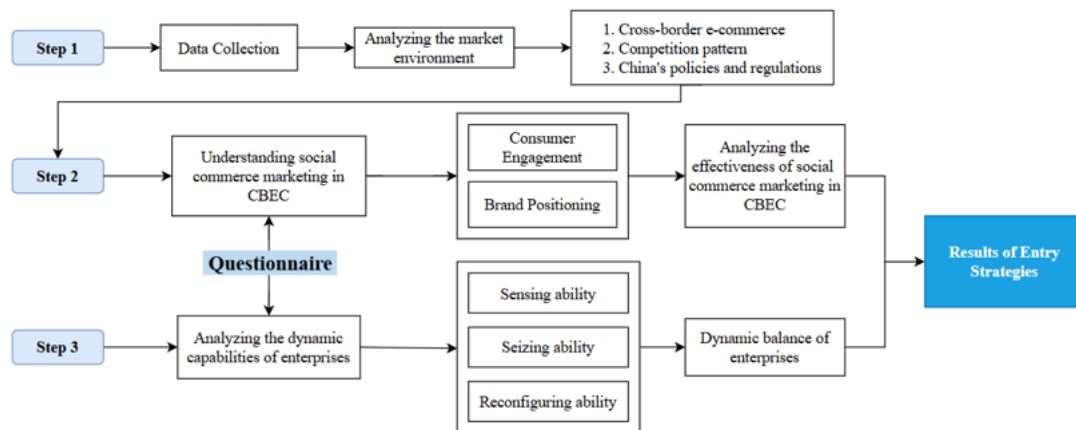 Step 1
Data Collection
Analyzing the market
environment
1. Cross-border e-commerce
2. Competition pattern
3. China's policies and regulations
Step 2
Understanding social
commerce marketing in
CBEC
Consumer
Engagement
Brand Positioning
Analyzing the
effectiveness of social
commerce marketing in
CBEC
Questionnaire
Results of Entry
Strategies
Step 3
Analyzing the dynamic
capabilities of enterprises
Sensing ability
Seizing ability
Reconfiguring ability
Dynamic balance of
enterprises